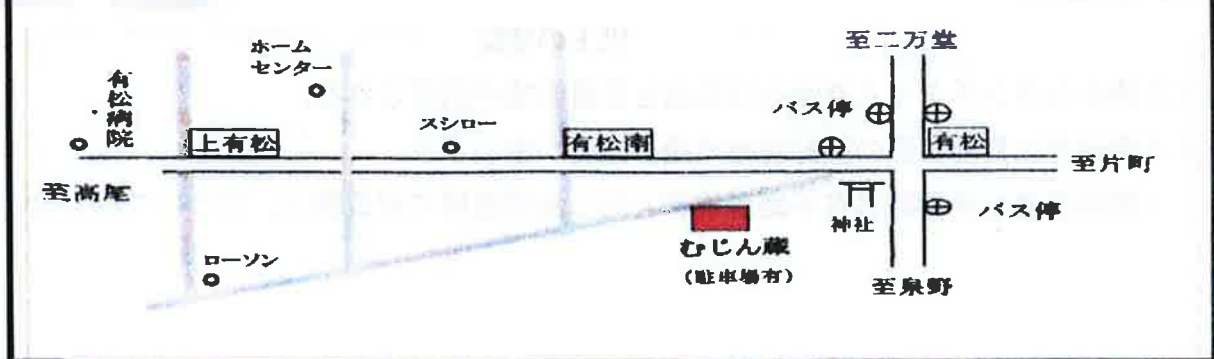 至二万堂
ホーム
センター
有松病院
バス停
スシロー
上有松
有松南
有松
至片町
至高尾
神社
バス停
むじん蔵
(駐車場有)
ローソン
至泉野